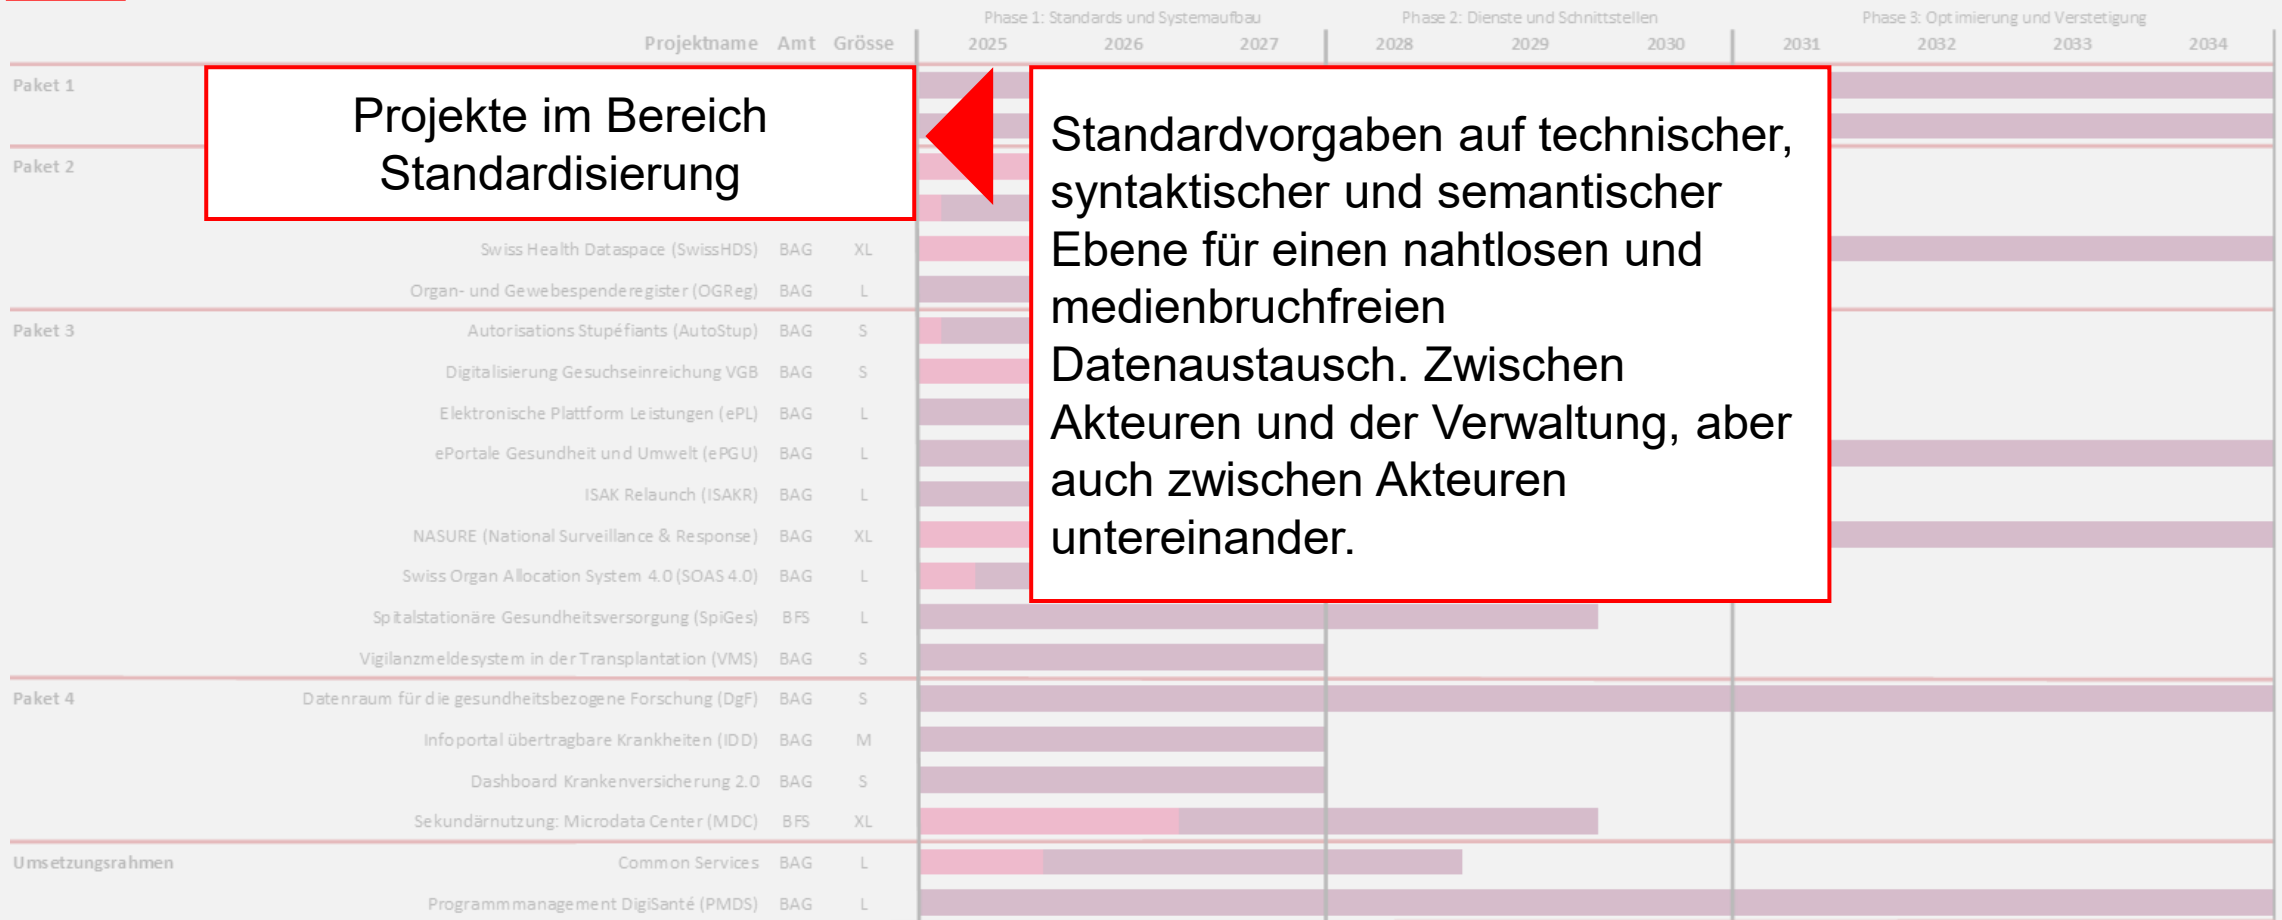 Phase 1: Standards und Systemaufbau Phase 2: Dienste und Schnittstellen Phase 3: Optimierung und Verstetigung
Projektname Amt Grösse 2025 2026 2027 2028 2029 2030 2031 2032 2033 2034
Paket 1
Projekte im Bereich
Standardisierung
Standardvorgaben auf technischer,
syntaktischer und semantischer
Ebene für einen nahtlosen und
medienbruchfreien
Datenaustausch. Zwischen
Akteuren und der Verwaltung, aber
auch zwischen Akteuren
untereinander.
Paket 2
Swiss Health Dataspace (SwissHDS) BAG XL
Organ- und Gewebespenderegister (OGReg) BAG L
Paket 3 Autorisations Stupéfiants (AutoStup) BAG S
Digitalisierung Gesuchseinreichung VGB BAG S
Elektronische Plattform Leistungen (ePL) BAG L
ePortale Gesundheit und Umwelt (ePGU) BAG L
ISAK Relaunch (ISAKR) BAG L
NASURE (National Surveillance & Response) BAG XL
Swiss Organ Allocation System 4.0 (SOAS 4.0) BAG L
Spitalstationäre Gesundheitsversorgung (SpiGes) BFS L
Vigilanzmeldesystem in der Transplantation (VMS) BAG S
Paket 4 Datenraum für die gesundheitsbezogene Forschung (DgF) BAG S
Infoportal übertragbare Krankheiten (IDD) BAG M
Dashboard Krankenversicherung 2.0 BAG S
Sekundärnutzung: Microdata Center (MDC) BFS XL
Umsetzungsrahmen Common Services BAG L
Programmmanagement DigiSanté (PMDS) BAG L